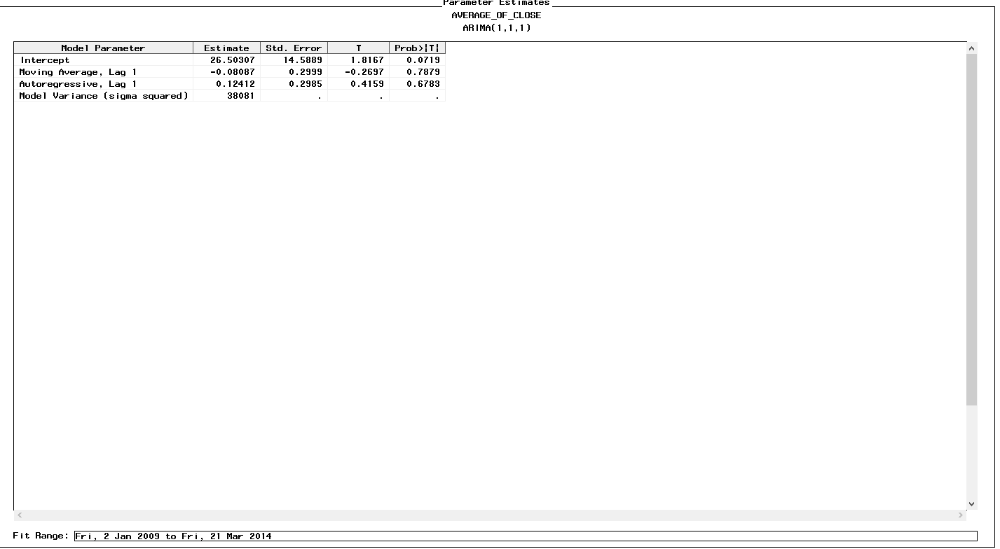 Parameter Estimates
AVERAGE_OF_CLOSE
ARIMA(1,1,1)
Model Parameter Estimate Std. Error T Prob>|T|
Intercept 26.50307 14.5889 1.8167 0.0719
Moving Average, Lag 1 -0.08087 0.2999 -0.2697 0.7879
Autoregressive, Lag 1 0.12412 0.2985 0.4159 0.6783
Model Variance (sigma squared) 38081 . . .
Fit Range: Fri, 2 Jan 2009 to Fri, 21 Mar 2014